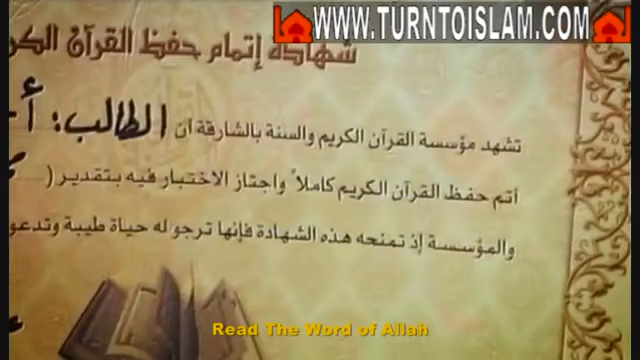 WWW.TURNTOISLAM.COM
شهادة إتمام حفظ القرآن
تشهد مؤسسة القرآن الكريم والسنة بالشارقة أن الطالب:
أتم حفظ القرآن الكريم كاملاً واجتاز الاختبار فيه بتقدير (
والمؤسسة إذ تمنحه هذه الشهادة فإنها ترجو له حياة طيبة وتدعو
Read The Word of Allah